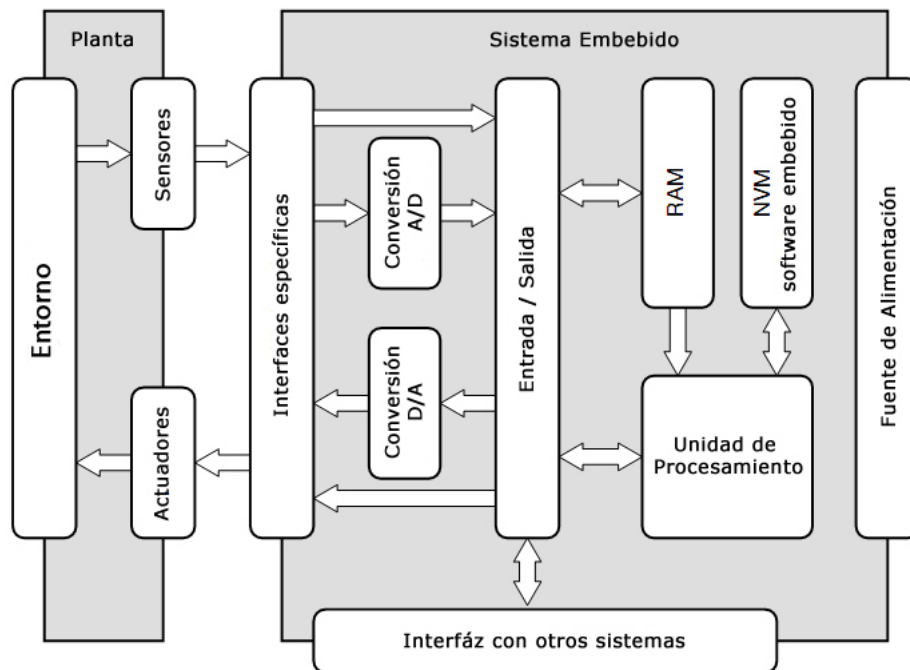 Planta
Sistema Embebido
Entorno
Sensores
Actuadores
Interfaces específicas
Conversión
A/D
Conversión
D/A
Entrada / Salida
RAM
NVM
software embebido
Unidad de
Procesamiento
Fuente de Alimentación
Interfáz con otros sistemas